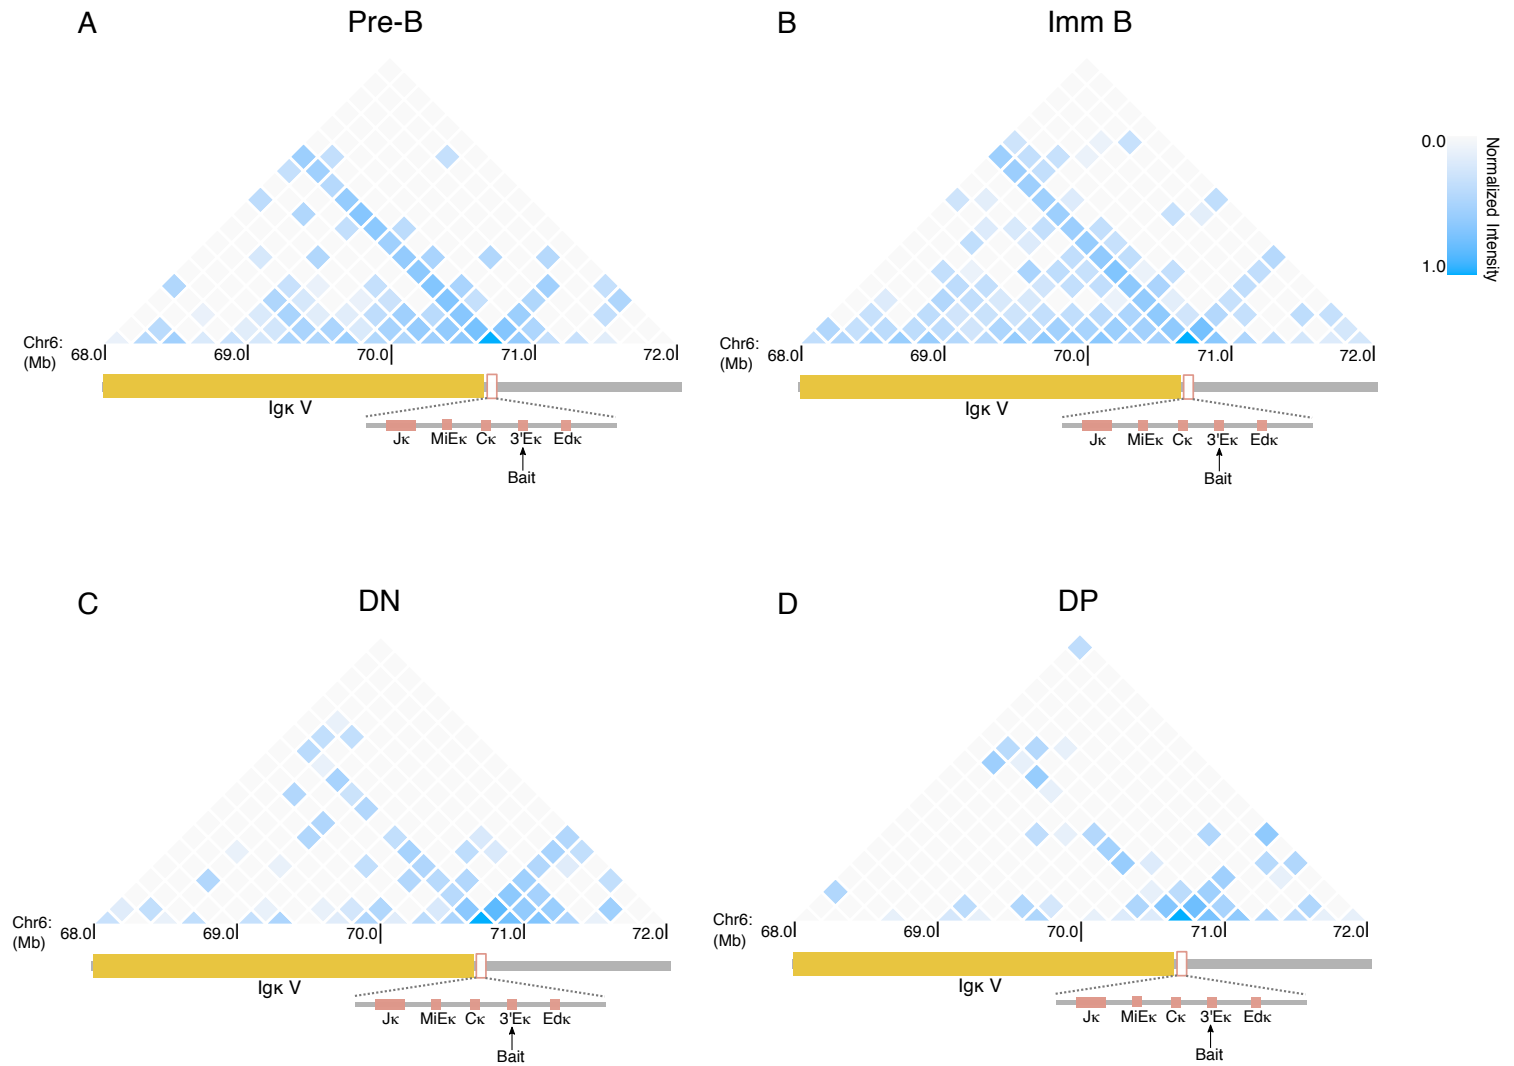 A
Pre-B
B
Imm B
0.0
1.0
Normalized Intensity
Chr6:
(Mb)
68.0
69.0
70.0
71.0
72.0
Igκ V
Jκ
MiEκ
Cκ
3'Eκ
Edκ
Bait
Chr6:
(Mb)
68.0
69.0
70.0
71.0
72.0
Igκ V
Jκ
MiEκ
Cκ
3'Eκ
Edκ
Bait
C
DN
D
DP
Chr6:
(Mb)
68.0
69.0
70.0
71.0
72.0
Igκ V
Jκ
MiEκ
Cκ
3'Eκ
Edκ
Bait
Chr6:
(Mb)
68.0
69.0
70.0
71.0
72.0
Igκ V
Jκ
MiEκ
Cκ
3'Eκ
Edκ
Bait